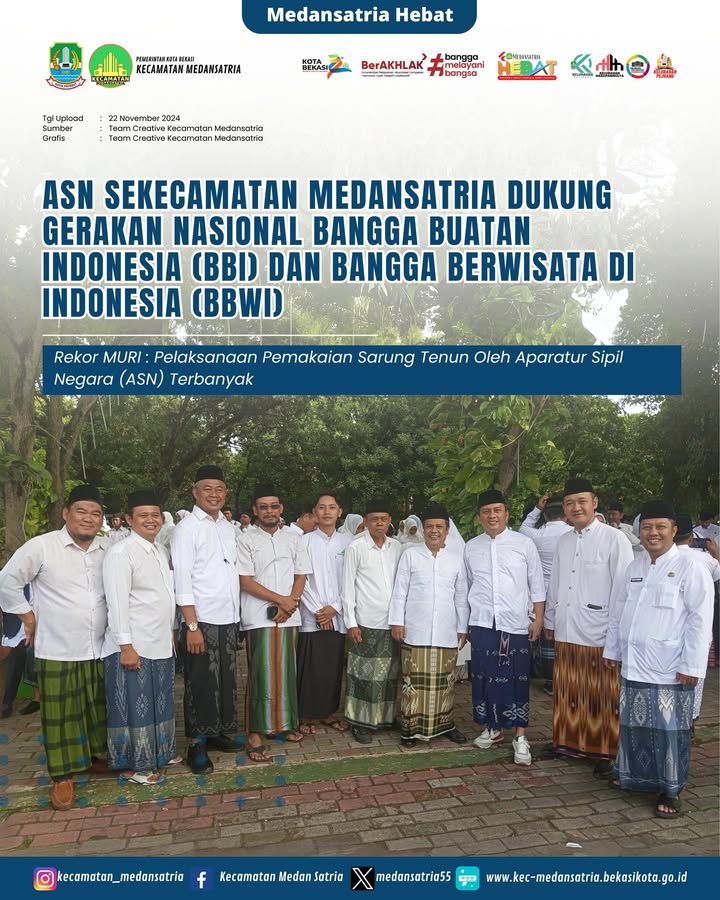 Medansatria Hebat
PEMERINTAH KOTA BEKASI
KECAMATAN MEDANSATRIA
KECAMATAN
KOTA
BEKASI
BerAKHLAK
#
bangga
melayani
bangsa
MEDANSATRIA
HEBAT
Tgl Upload : 22 November 2024
Sumber : Team Creative Kecamatan Medansatria
Grafis : Team Creative Kecamatan Medansatria
ASN SEKECAMATAN MEDANSATRIA DUKUNG
GERAKAN NASIONAL BANGGA BUATAN
INDONESIA (BBI) DAN BANGGA BERWISATA DI
INDONESIA (BBWI)
Rekor MURI : Pelaksanaan Pemakaian Sarung Tenun Oleh Aparatur Sipil
Negara (ASN) Terbanyak
kecamatan_medansatria
Kecamatan Medan Satria
medansatria55
www.kec-medansatria.bekasikota.go.id